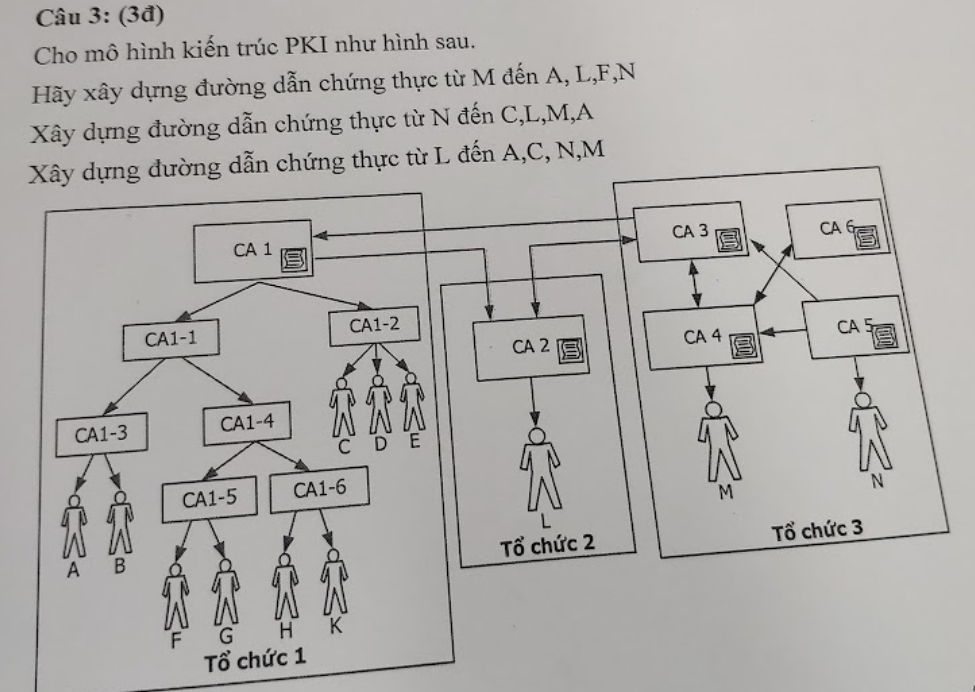 Câu 3: (3đ)
Cho mô hình kiến trúc PKI như hình sau.
Hãy xây dựng đường dẫn chứng thực từ M đến A, L,F,N
Xây dựng đường dẫn chứng thực từ N đến C,L,M,A
Xây dựng đường dẫn chứng thực từ L đến A,C, N,M
CA 1
CA1-1
CA1-2
CA1-3
CA1-4
C
D
E
CA1-5
CA1-6
A
B
F
G
H
K
Tổ chức 1
CA 2
L
Tổ chức 2
CA 3
CA 6
CA 4
CA 5
M
N
Tổ chức 3